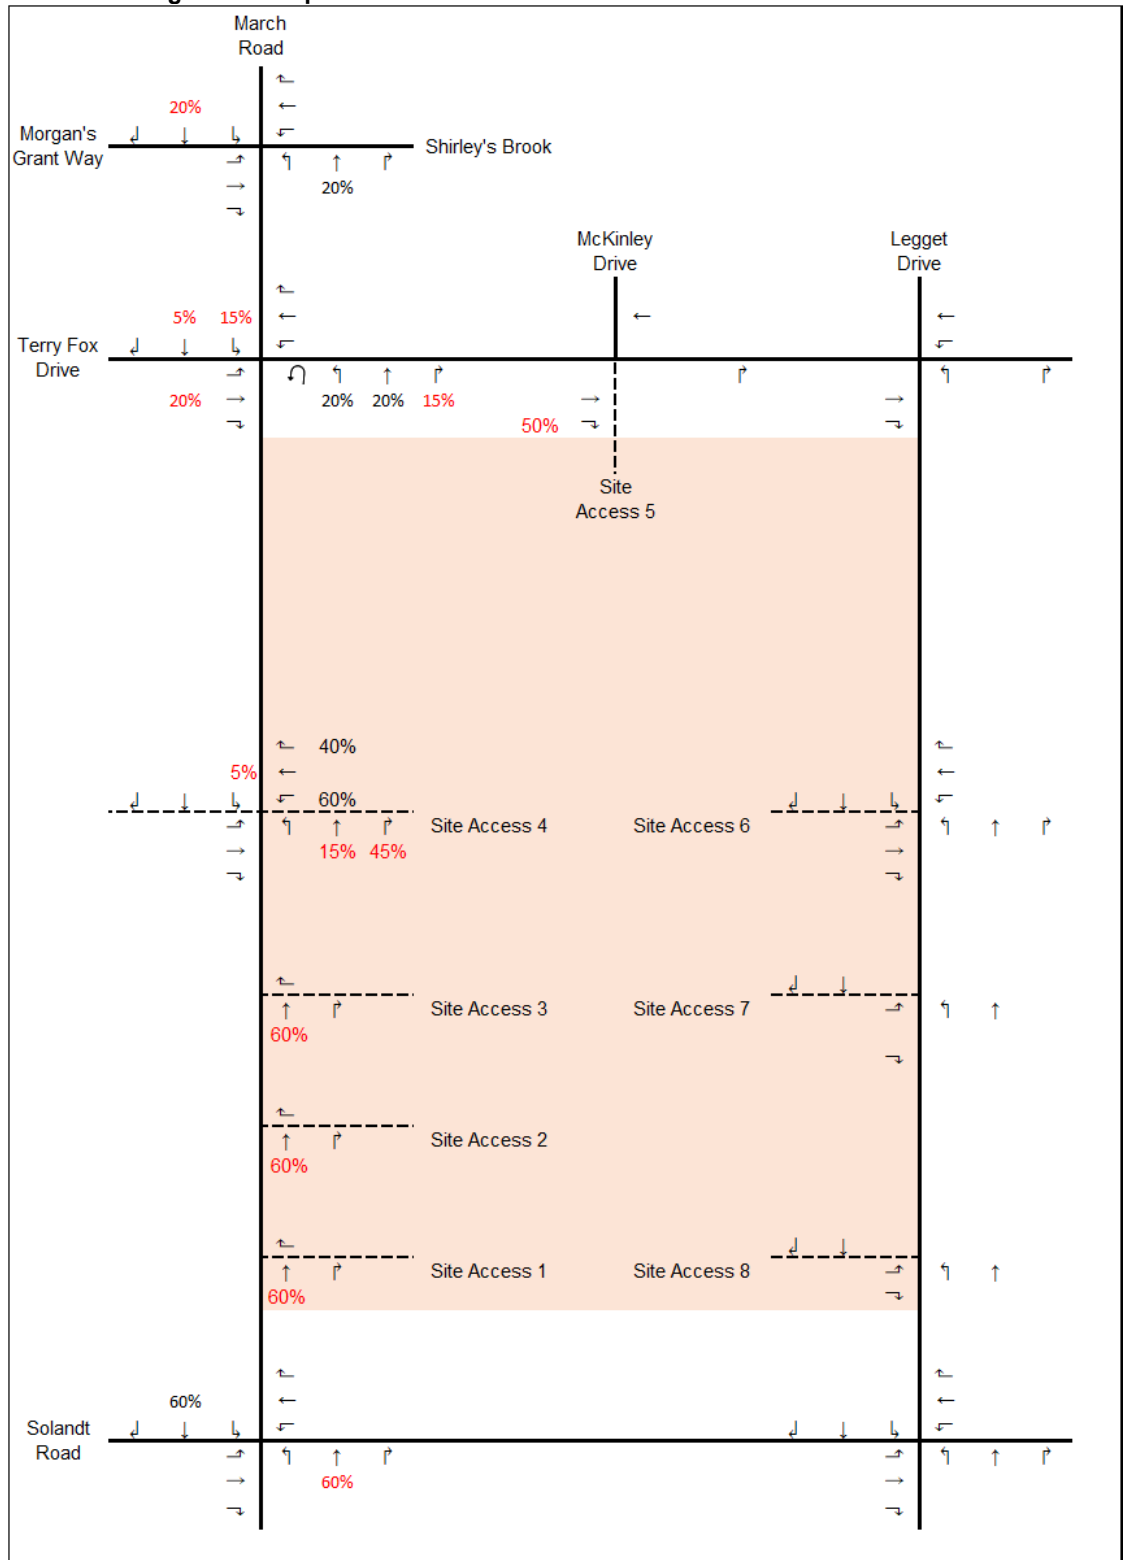 March
Road
20%
Morgan's
Grant Way
Shirley's Brook
20%
McKinley
Drive
Legget
Drive
5% 15%
Terry Fox
Drive
20% 20% 20% 15%
50%
Site
Access 5
40%
5%
60%
Site Access 4 Site Access 6
15% 45%
Site Access 3 Site Access 7
60%
Site Access 2
60%
Site Access 1 Site Access 8
60%
60%
Solandt
Road
60%